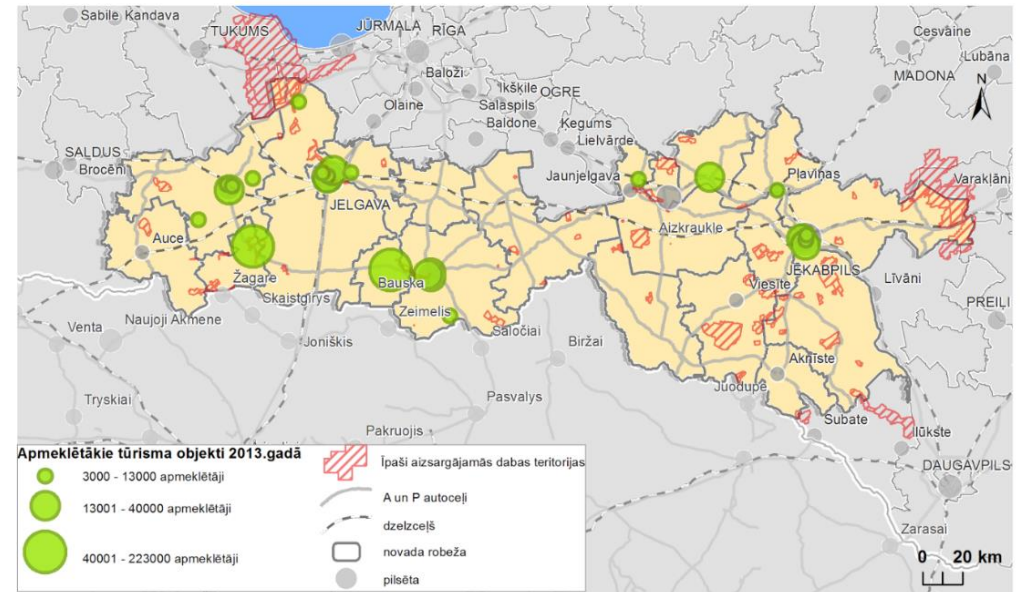 Sabile
Kandava
TUKUMS
JŪRMALA
RĪGA
Cesvaine
Lubāna
MADONA
N
Baloži
Olaine
Ikšķile
OGRE
Salaspils
Baldone
Ķegums
Lielvārde
SALDUS
Brocēni
Jaunjelgava
Pļaviņas
Varakļāni
JELGAVA
Aizkraukle
Auce
JĒKABPILS
Līvāni
Žagare
Bauska
Viesīte
Skaistgirys
PREIĻI
Naujoji Akmene
Zeimelis
Venta
Saločiai
Joniškis
Biržai
Aknīste
Juodupė
Tryskiai
Pasvalys
Subate
Ilūkste
Pakruojis
DAUGAVPILS
Zarasai
0 20 km
Apmeklētākie tūrisma objekti 2013.gadā
3000 - 13000 apmeklētāji
13001 - 40000 apmeklētāji
40001 - 223000 apmeklētāji
Īpaši aizsargājamās dabas teritorijas
A un P autoceļi
dzelzceļš
novada robeža
pilsēta